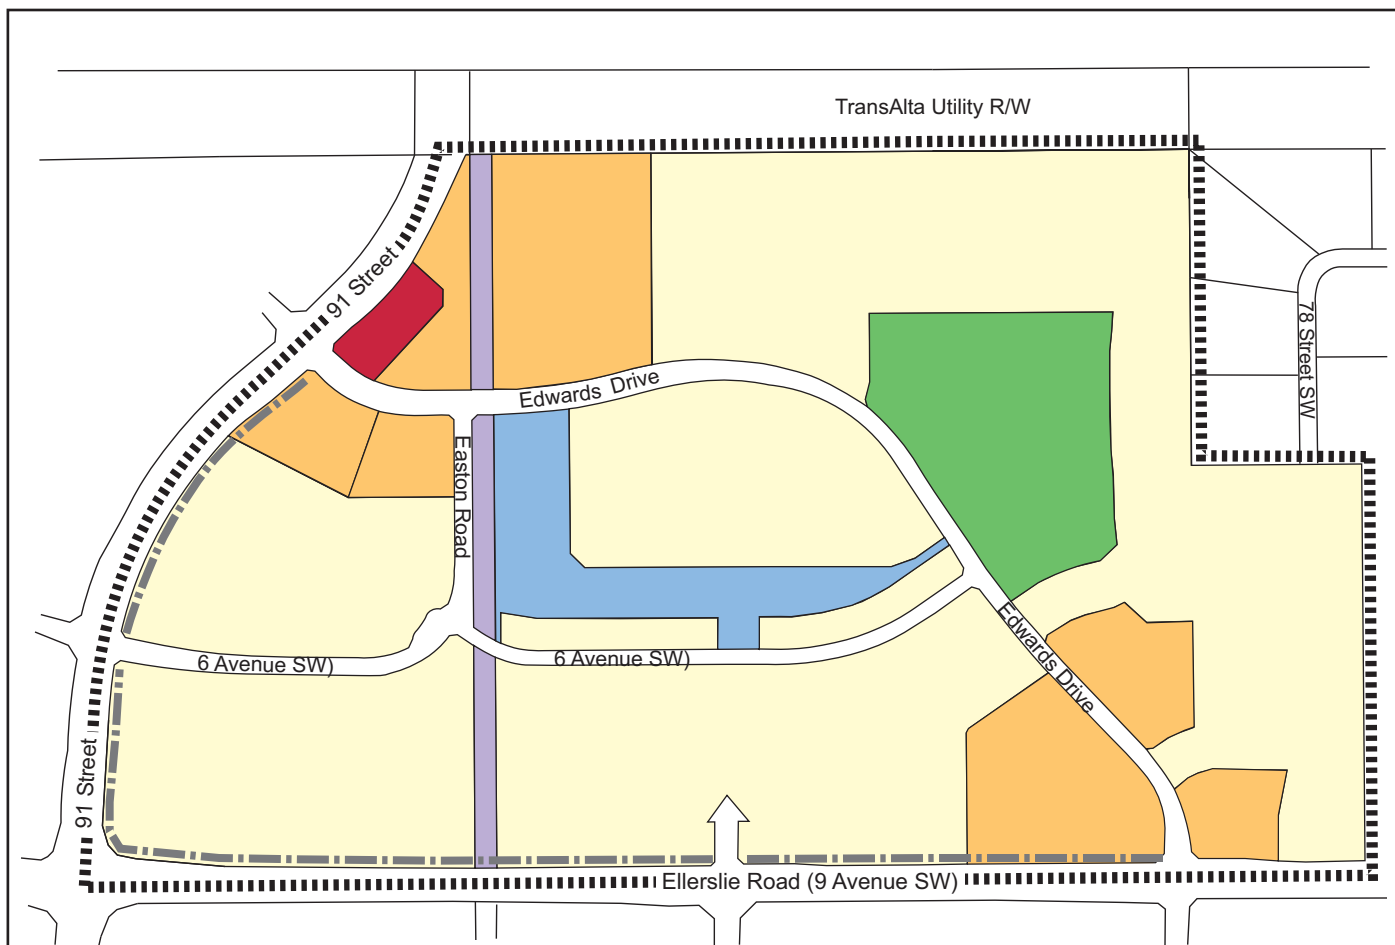 TransAlta Utility R/W
91 Street
78 Street SW
Edwards Drive
Easton Road
6 Avenue SW)
6 Avenue SW)
Edwards Drive
91 Street
Ellerslie Road (9 Avenue SW)